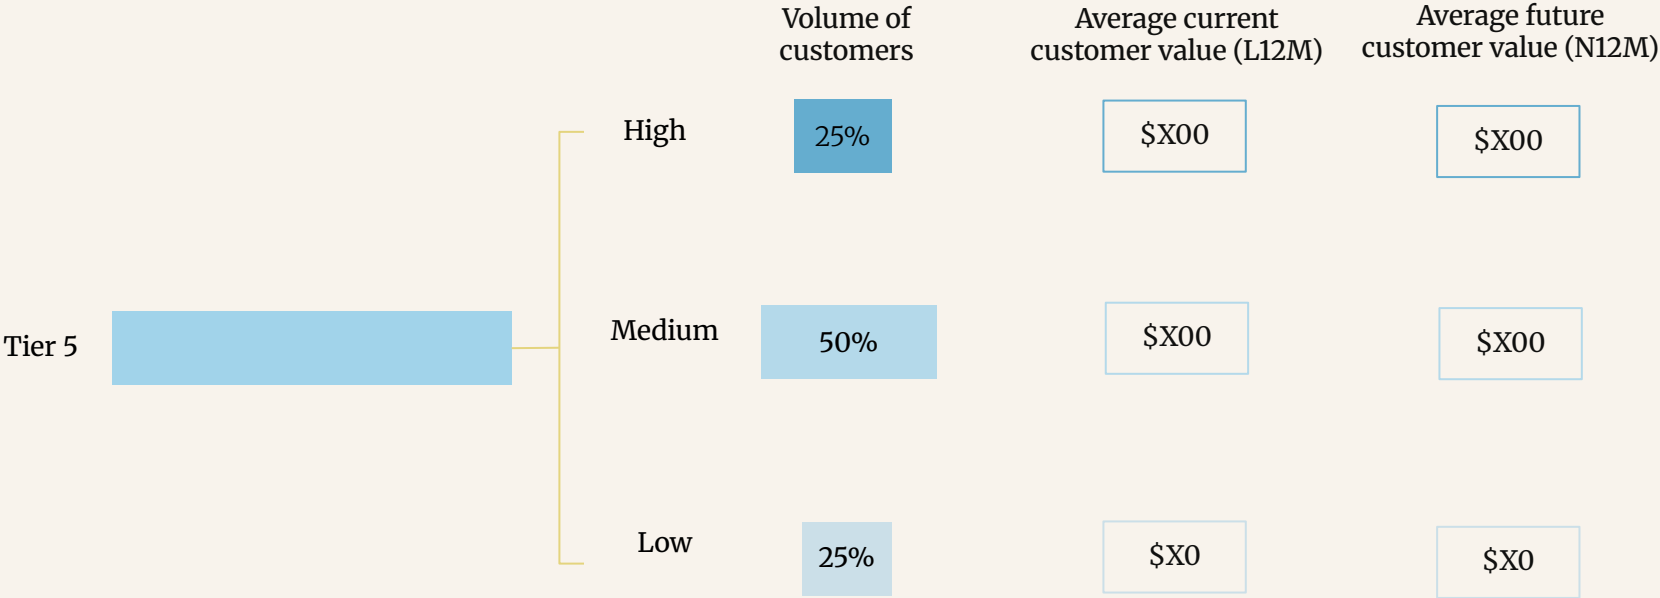 Volume of
customers
Average current
customer value (L12M)
Average future
customer value (N12M)
High
25%
$X00
$X00
Tier 5
Medium
50%
$X00
$X00
Low
25%
$X0
$X0